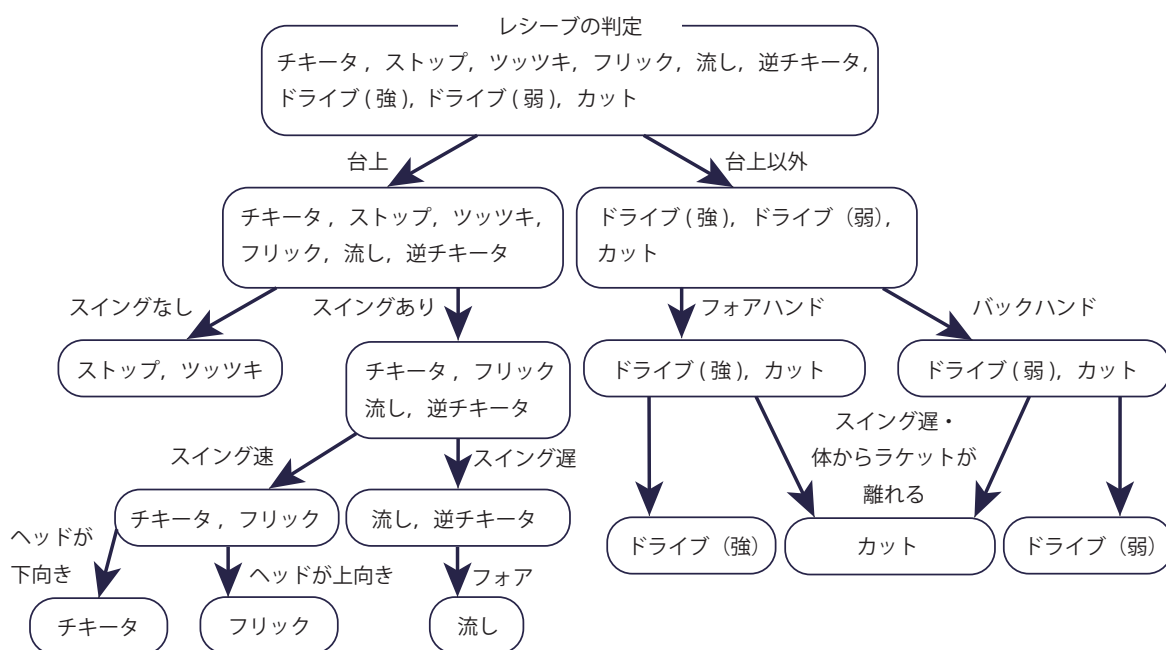 レシーブの判定
チキータ , ストップ, ツッツキ, フリック, 流し, 逆チキータ,
ドライブ ( 強 ), ドライブ ( 弱 ), カット
台上
台上以外
チキータ , ストップ, ツッツキ,
フリック, 流し, 逆チキータ
ドライブ ( 強 ), ドライブ（弱）,
カット
スイングなし
スイングあり
フォアハンド
バックハンド
ストップ, ツッツキ
チキータ , フリック
流し, 逆チキータ
ドライブ ( 強 ), カット
ドライブ ( 弱 ), カット
スイング速
スイング遅
スイング遅・
体からラケットが
離れる
チキータ , フリック
流し, 逆チキータ
ドライブ（強）
カット
ドライブ（弱）
ヘッドが
下向き
ヘッドが上向き
フォア
チキータ
フリック
流し